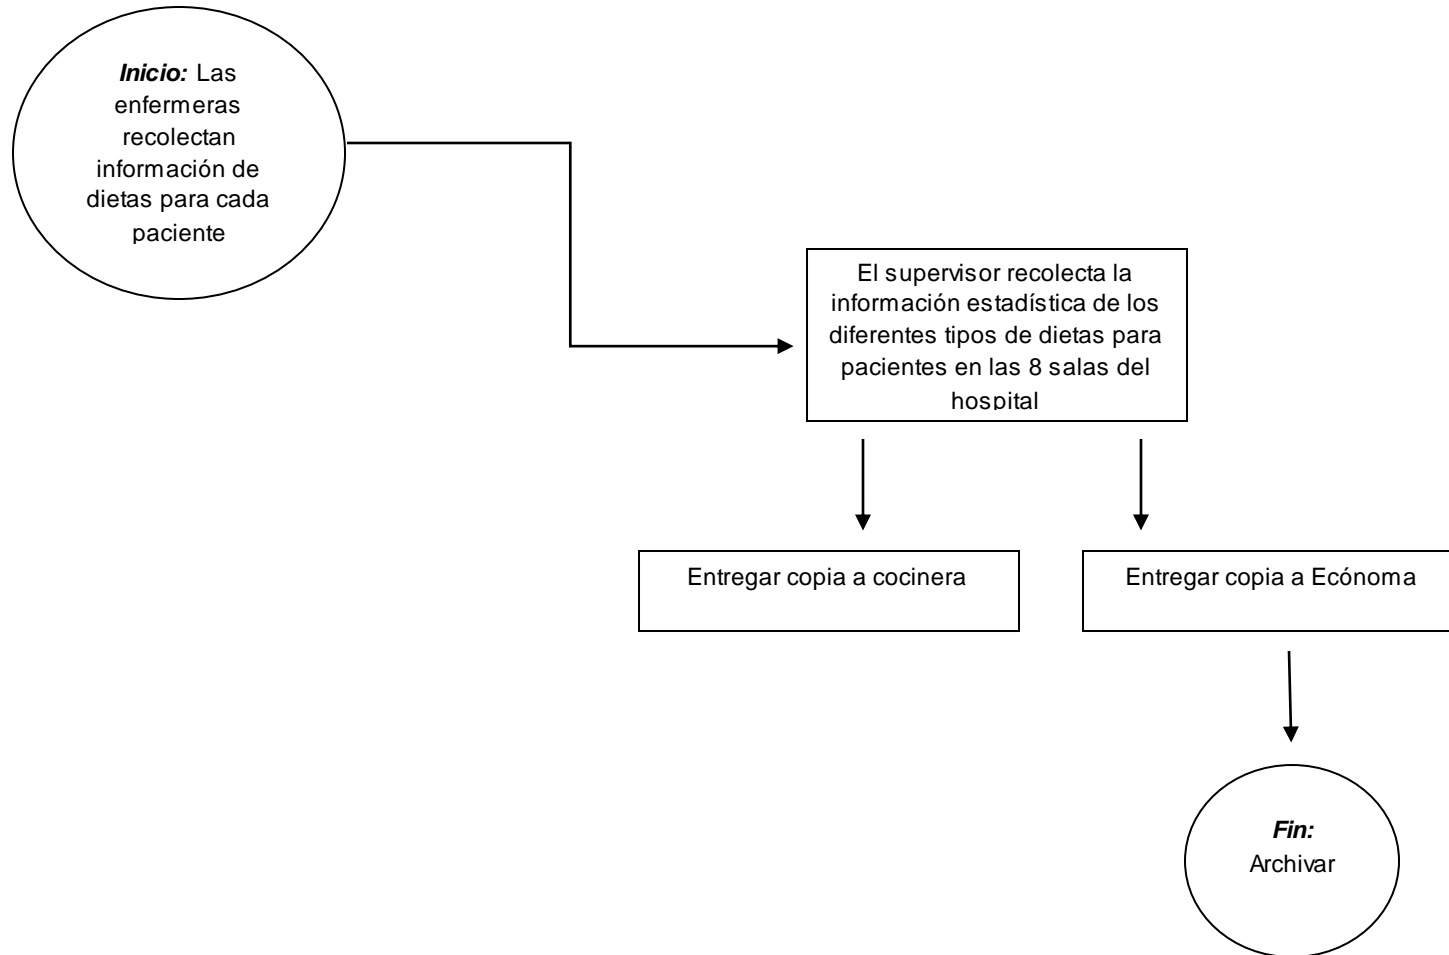 Inicio: Las
enfermeras
recolectan
información de
dietas para cada
paciente
El supervisor recolecta la
información estadística de los
diferentes tipos de dietas para
pacientes en las 8 salas del
hospital
Entregar copia a cocinera
Entregar copia a Ecónoma
Fin:
Archivar